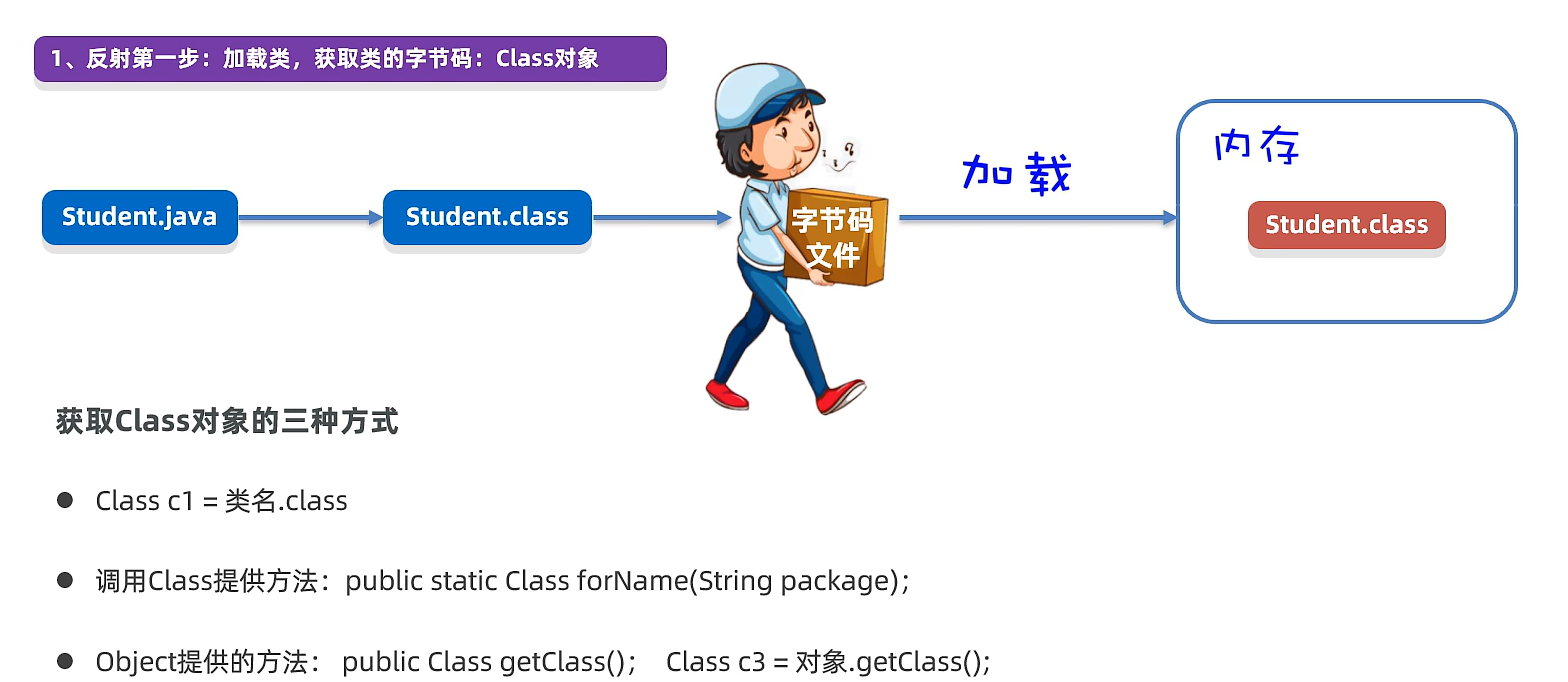 1、反射第一步：加载类，获取类的字节码：Class对象
Student.java
Student.class
字节码
文件
加载
内存
Student.class
获取Class对象的三种方式
● Class c1 = 类名.class
● 调用Class提供方法：public static Class forName(String package);
● Object提供的方法： public Class getClass(); Class c3 = 对象.getClass();